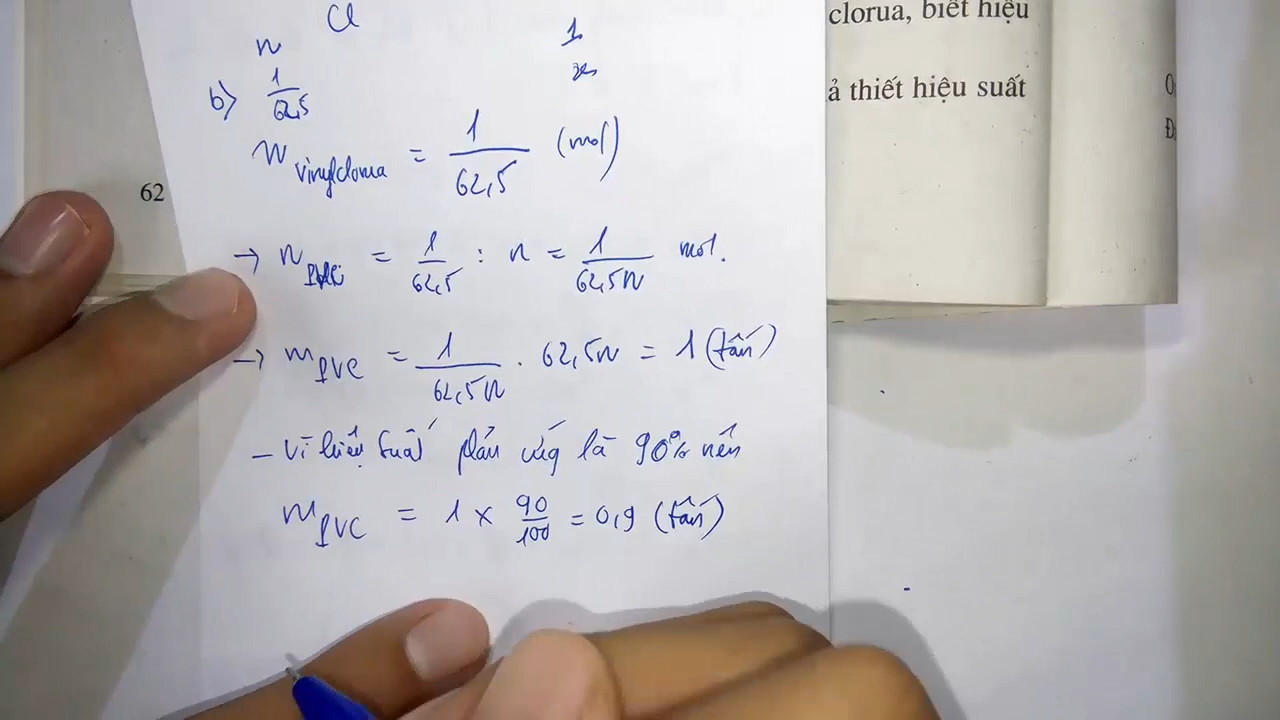 Cl
n
1
b) 1/62,5
n vinylclorua = 1/62,5 (mol)
→ n PVC = 1/62,5 : n = 1/62,5n mol.
→ m PVC = 1/62,5n . 62,5n = 1 (tấn)
- Vì hiệu suất phản ứng là 90% nên
m PVC = 1 x 90/100 = 0,9 (tấn)
clorua, biết hiệu
ả thiết hiệu suất
62